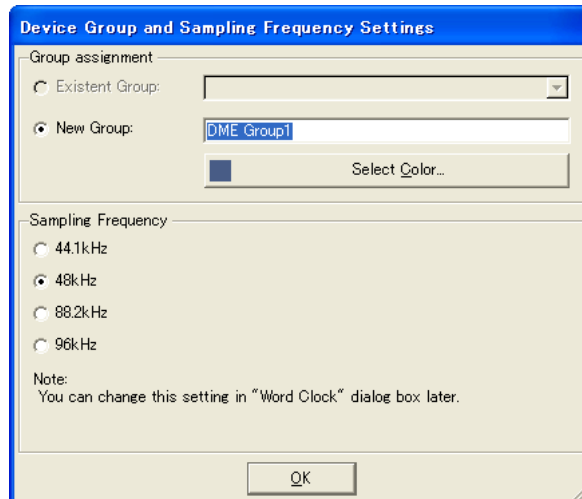 Device Group and Sampling Frequency Settings
Group assignment
Existent Group:
New Group: DME Group1
Select Color...
Sampling Frequency
44.1kHz
48kHz
88.2kHz
96kHz
Note:
You can change this setting in "Word Clock" dialog box later.
OK